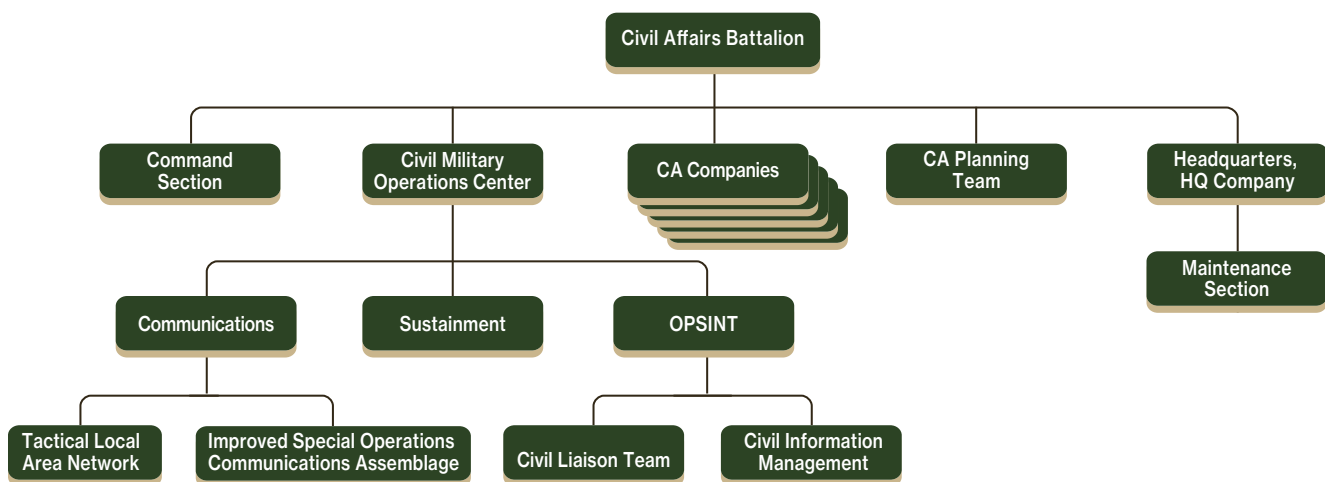 Civil Affairs Battalion
Command
Section
Civil Military
Operations Center
CA Companies
CA Planning
Team
Headquarters,
HQ Company
Maintenance
Section
Communications
Sustainment
OPSINT
Tactical Local
Area Network
Improved Special Operations
Communications Assemblage
Civil Liaison Team
Civil Information
Management